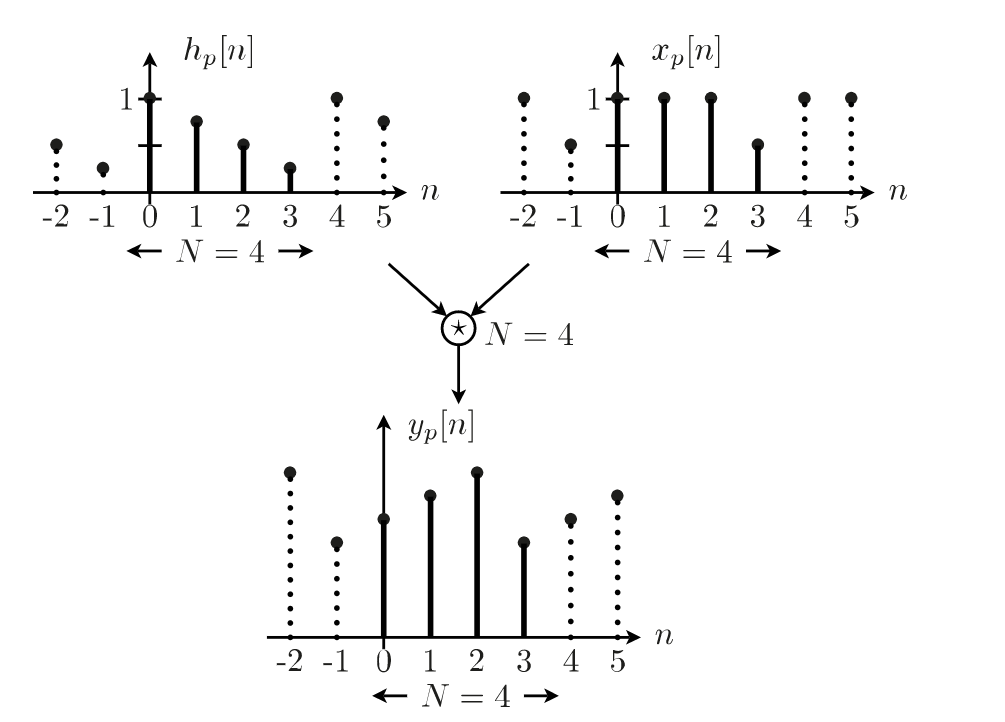 h_p[n]
1
n
-2 -1 0 1 2 3 4 5
N = 4
x_p[n]
1
n
-2 -1 0 1 2 3 4 5
N = 4
⋆ N = 4
y_p[n]
n
-2 -1 0 1 2 3 4 5
N = 4